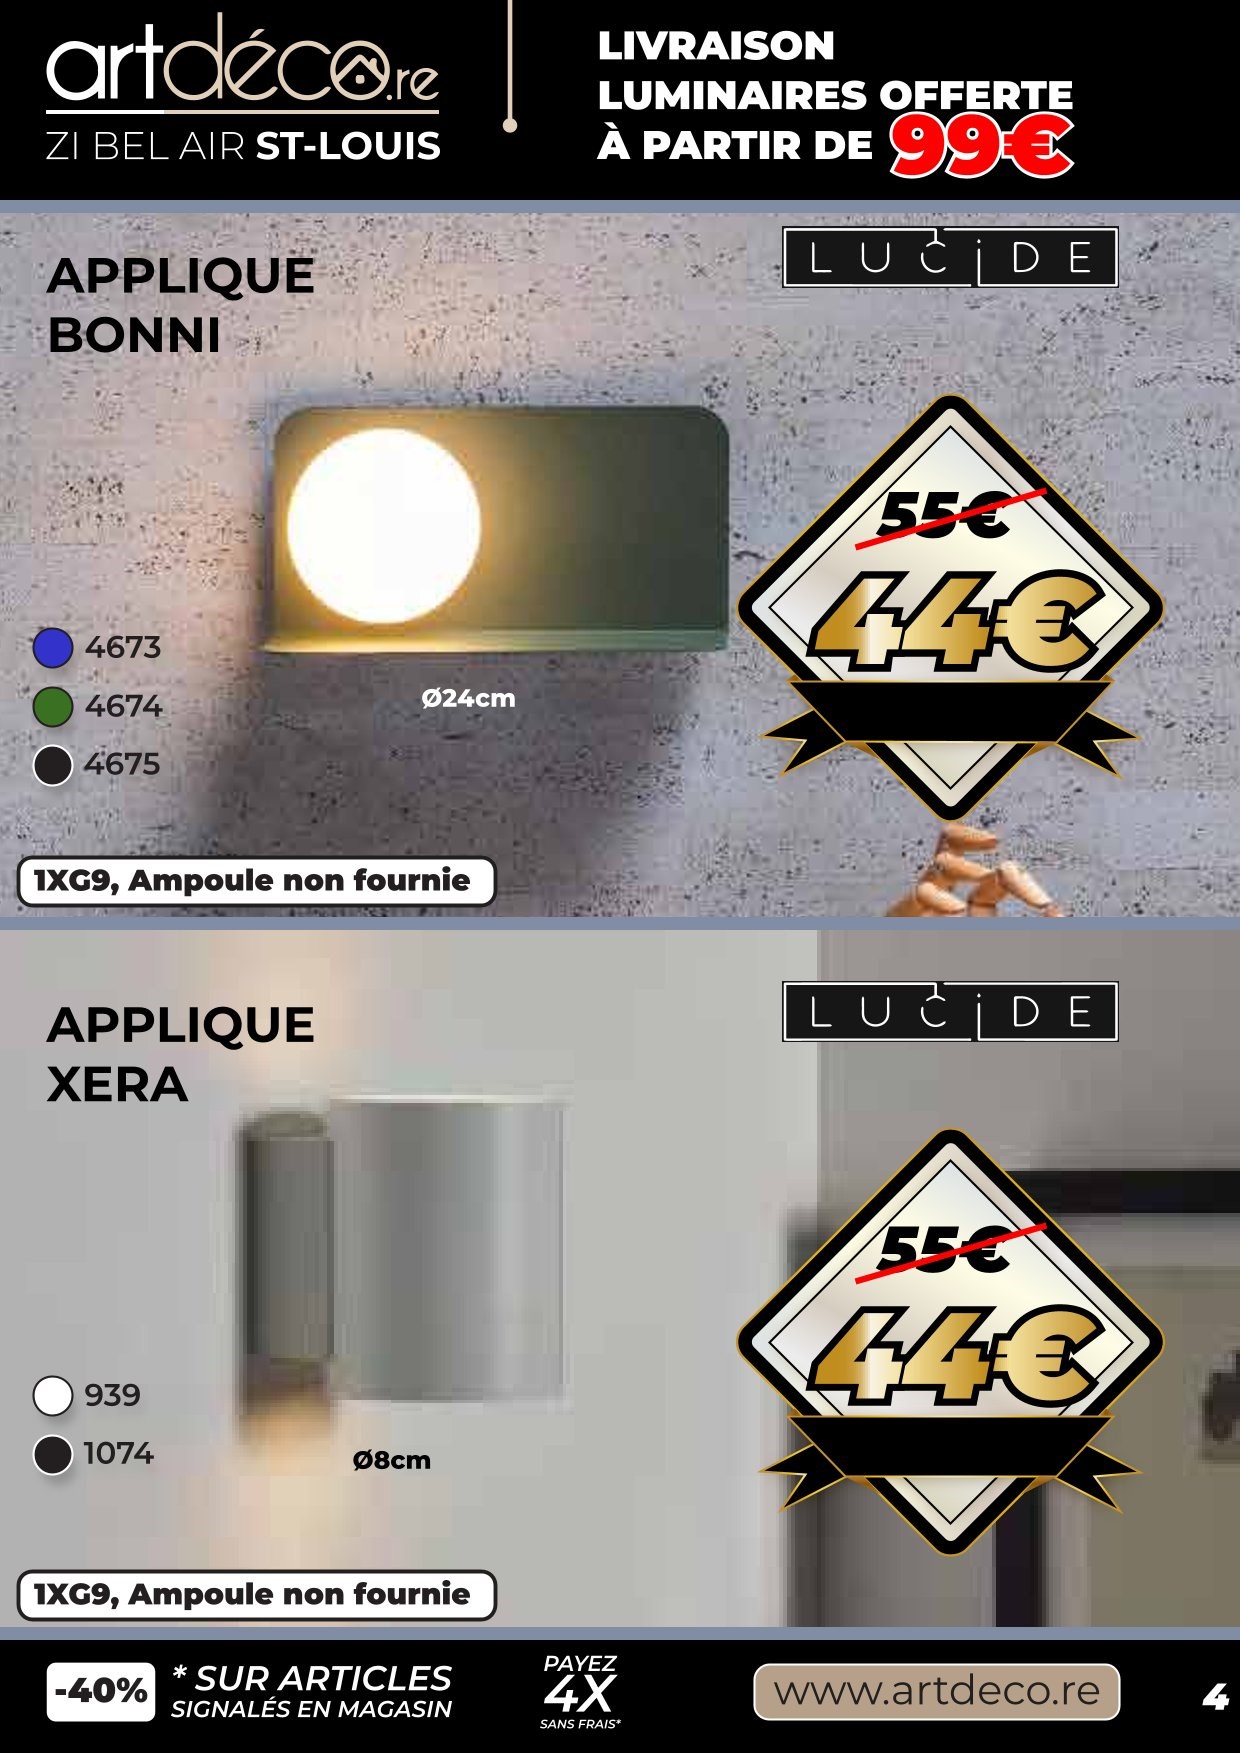 artdéco.re
ZI BEL AIR ST-LOUIS
LIVRAISON
LUMINAIRES OFFERTE
À PARTIR DE 99€
APPLIQUE
BONNI
LUCiDE
55€
44€
4673
4674
4675
Ø24cm
1XG9, Ampoule non fournie
APPLIQUE
XERA
LUCiDE
55€
44€
939
1074
Ø8cm
1XG9, Ampoule non fournie
-40%
* SUR ARTICLES
SIGNALÉS EN MAGASIN
PAYEZ
4X
SANS FRAIS*
www.artdeco.re
4